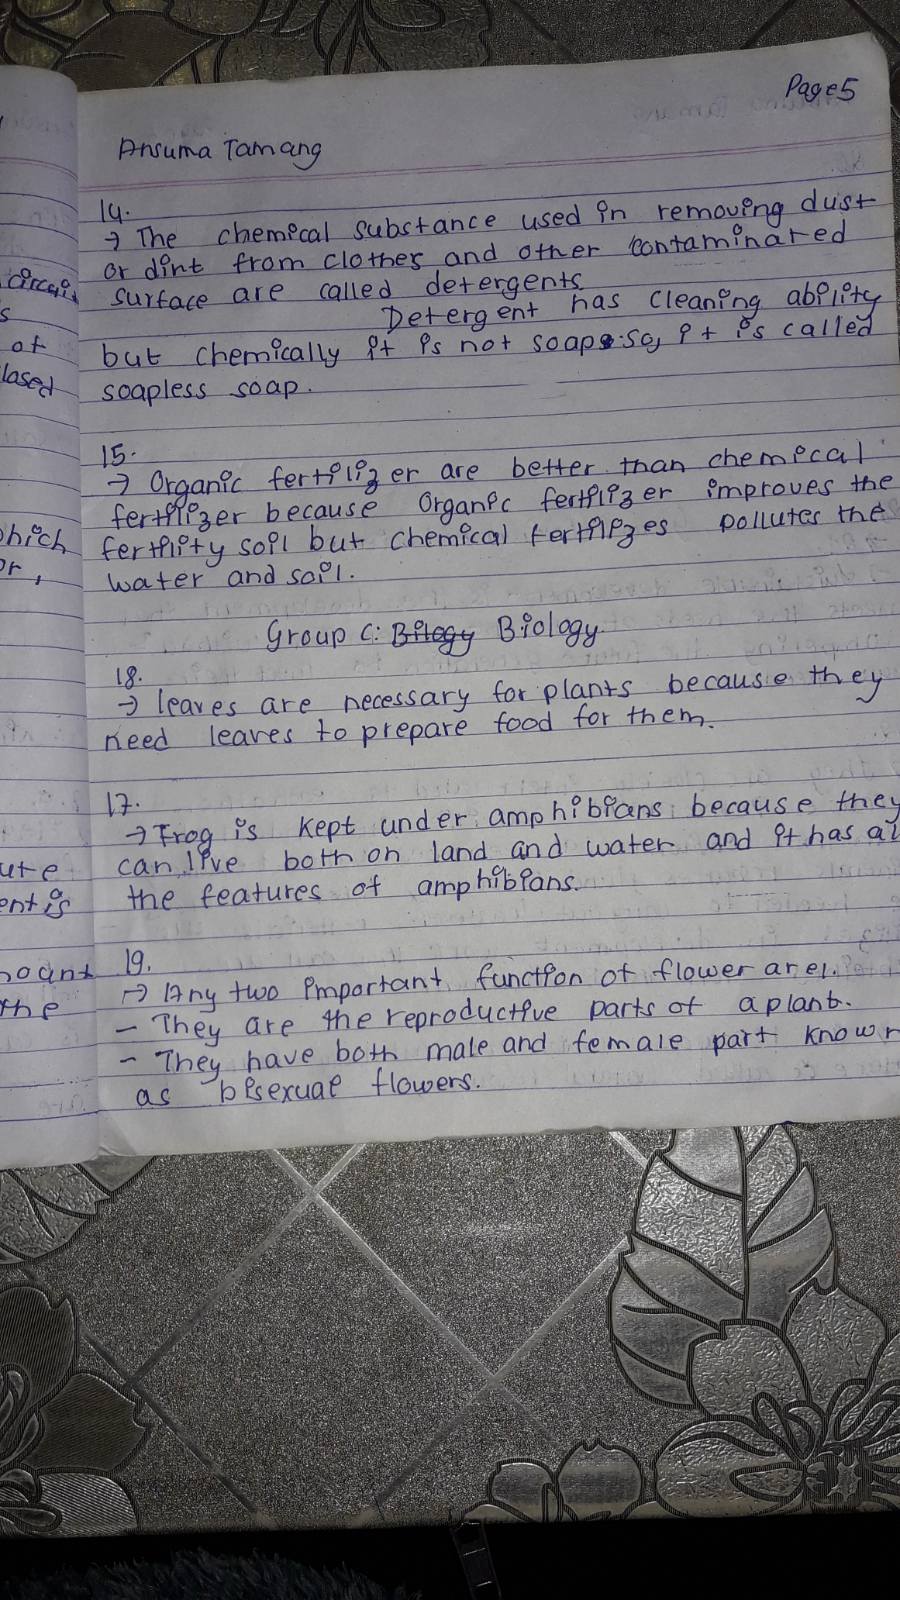 Page5
Ansuma Tamang
14.
→ The chemical substance used in removing dust
or dirt from clothes and other contaminared
surface are called detergents
Detergent has cleaning ability
but chemically it is not soap.so, it is called
soapless soap.
15.
→ Organic fertilizer are better than chemical
fertilizer because Organic fertilizer improves the
fertility soil but chemical fertilizes pollutes the
water and soil.
Group C: Bilogy Biology.
18.
→ leaves are necessary for plants because they
need leaves to prepare food for them.
17.
→ Frog is kept under amphibians because they
can live both on land and water and it has al
the features of amphibians.
19.
→ Any two important function of flower are
- They are the reproductive parts of a plant.
- They have both male and female part known
as bisexual flowers.
circui
s
of
lased
hich
or,
ute
ent is
nount
the